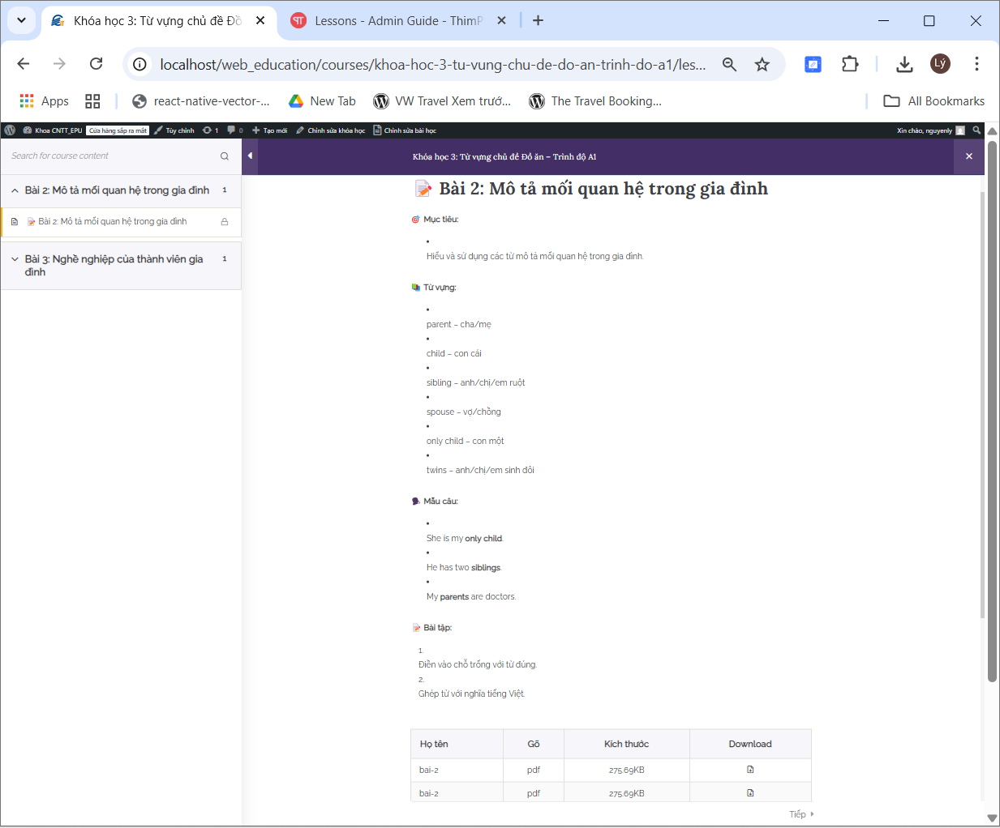 Khóa học 3: Từ vựng chủ đề Đồ
Lessons - Admin Guide - ThimP
localhost/web_education/courses/khoa-hoc-3-tu-vung-chu-de-do-an-trinh-do-a1/les...
Lý
Apps
react-native-vector-...
New Tab
VW Travel Xem trướ...
The Travel Booking...
All Bookmarks
Khoa CNTT_EPU
Cửa hàng sắp ra mắt
Tùy chỉnh
1
0
Tạo mới
Chỉnh sửa khóa học
Chỉnh sửa bài học
Xin chào, nguyenly
Search for course content
Khóa học 3: Từ vựng chủ đề Đồ ăn – Trình độ A1
Bài 2: Mô tả mối quan hệ trong gia đình 1
Bài 2: Mô tả mối quan hệ trong gia đình
Bài 3: Nghề nghiệp của thành viên gia 1
đình
Bài 2: Mô tả mối quan hệ trong gia đình
Mục tiêu:
Hiểu và sử dụng các từ mô tả mối quan hệ trong gia đình.
Từ vựng:
parent – cha/mẹ
child – con cái
sibling – anh/chị/em ruột
spouse – vợ/chồng
only child – con một
twins – anh/chị/em sinh đôi
Mẫu câu:
She is my only child.
He has two siblings.
My parents are doctors.
Bài tập:
1.
Điền vào chỗ trống với từ đúng.
2.
Ghép từ với nghĩa tiếng Việt.
Họ tên Gõ Kích thước Download
bai-2 pdf 275.69KB
bai-2 pdf 275.69KB
Tiếp